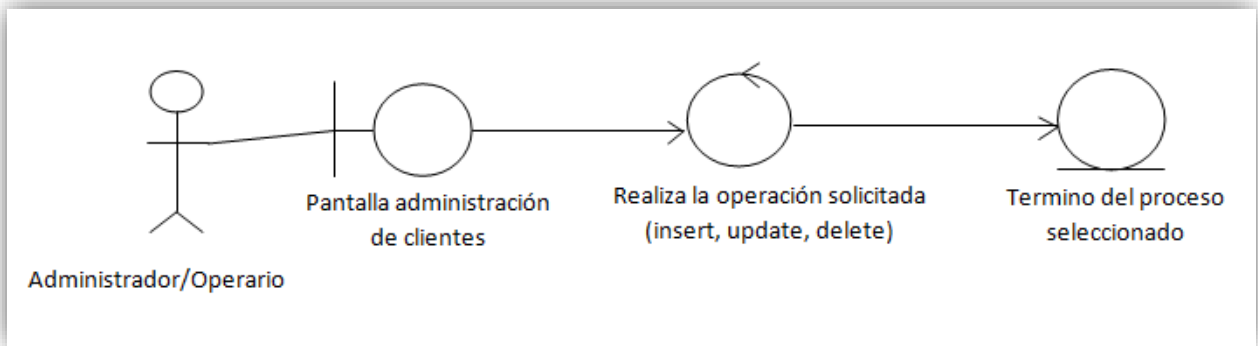 Pantalla administración
de clientes
Realiza la operación solicitada
(insert, update, delete)
Termino del proceso
seleccionado
Administrador/Operario